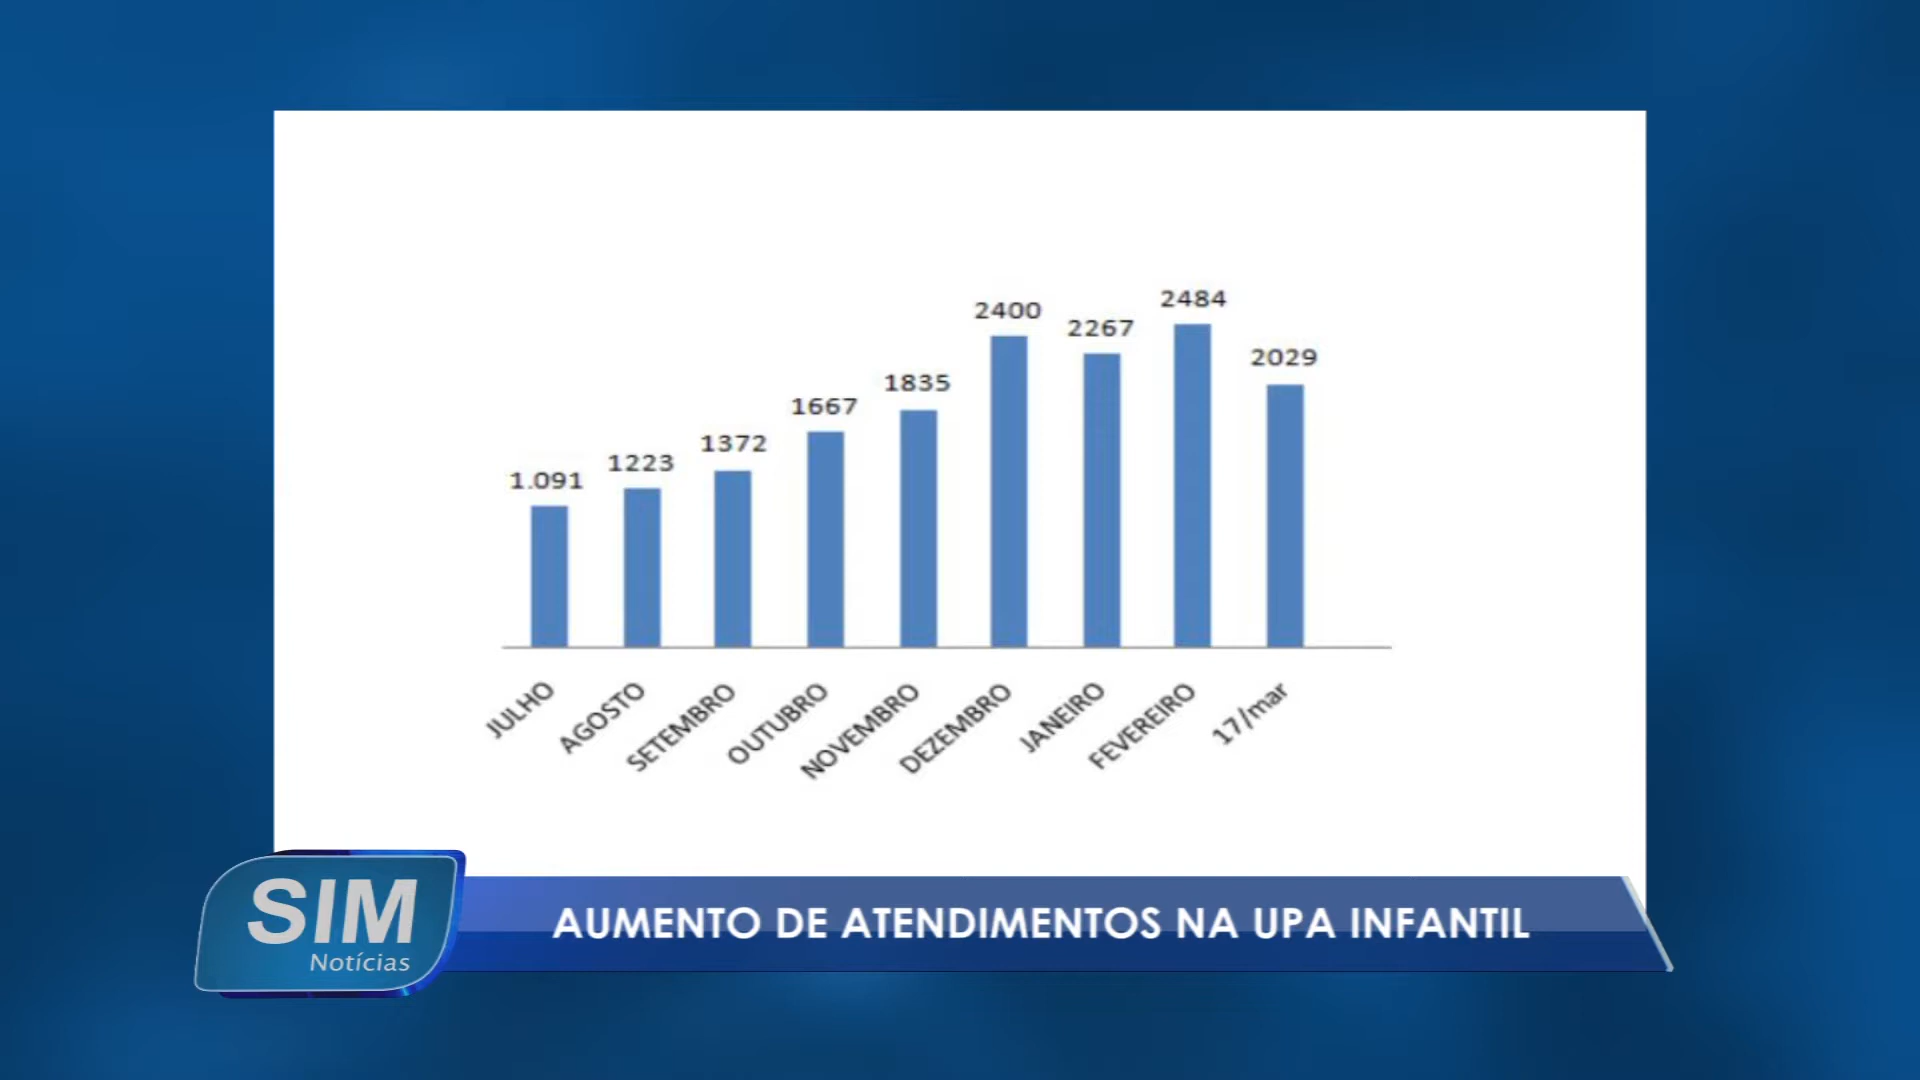 2484
2400
2267
2029
1835
1667
1372
1223
1.091
JULHO
AGOSTO
SETEMBRO
OUTUBRO
NOVEMBRO
DEZEMBRO
JANEIRO
FEVEREIRO
17/mar
SIM
Notícias
AUMENTO DE ATENDIMENTOS NA UPA INFANTIL